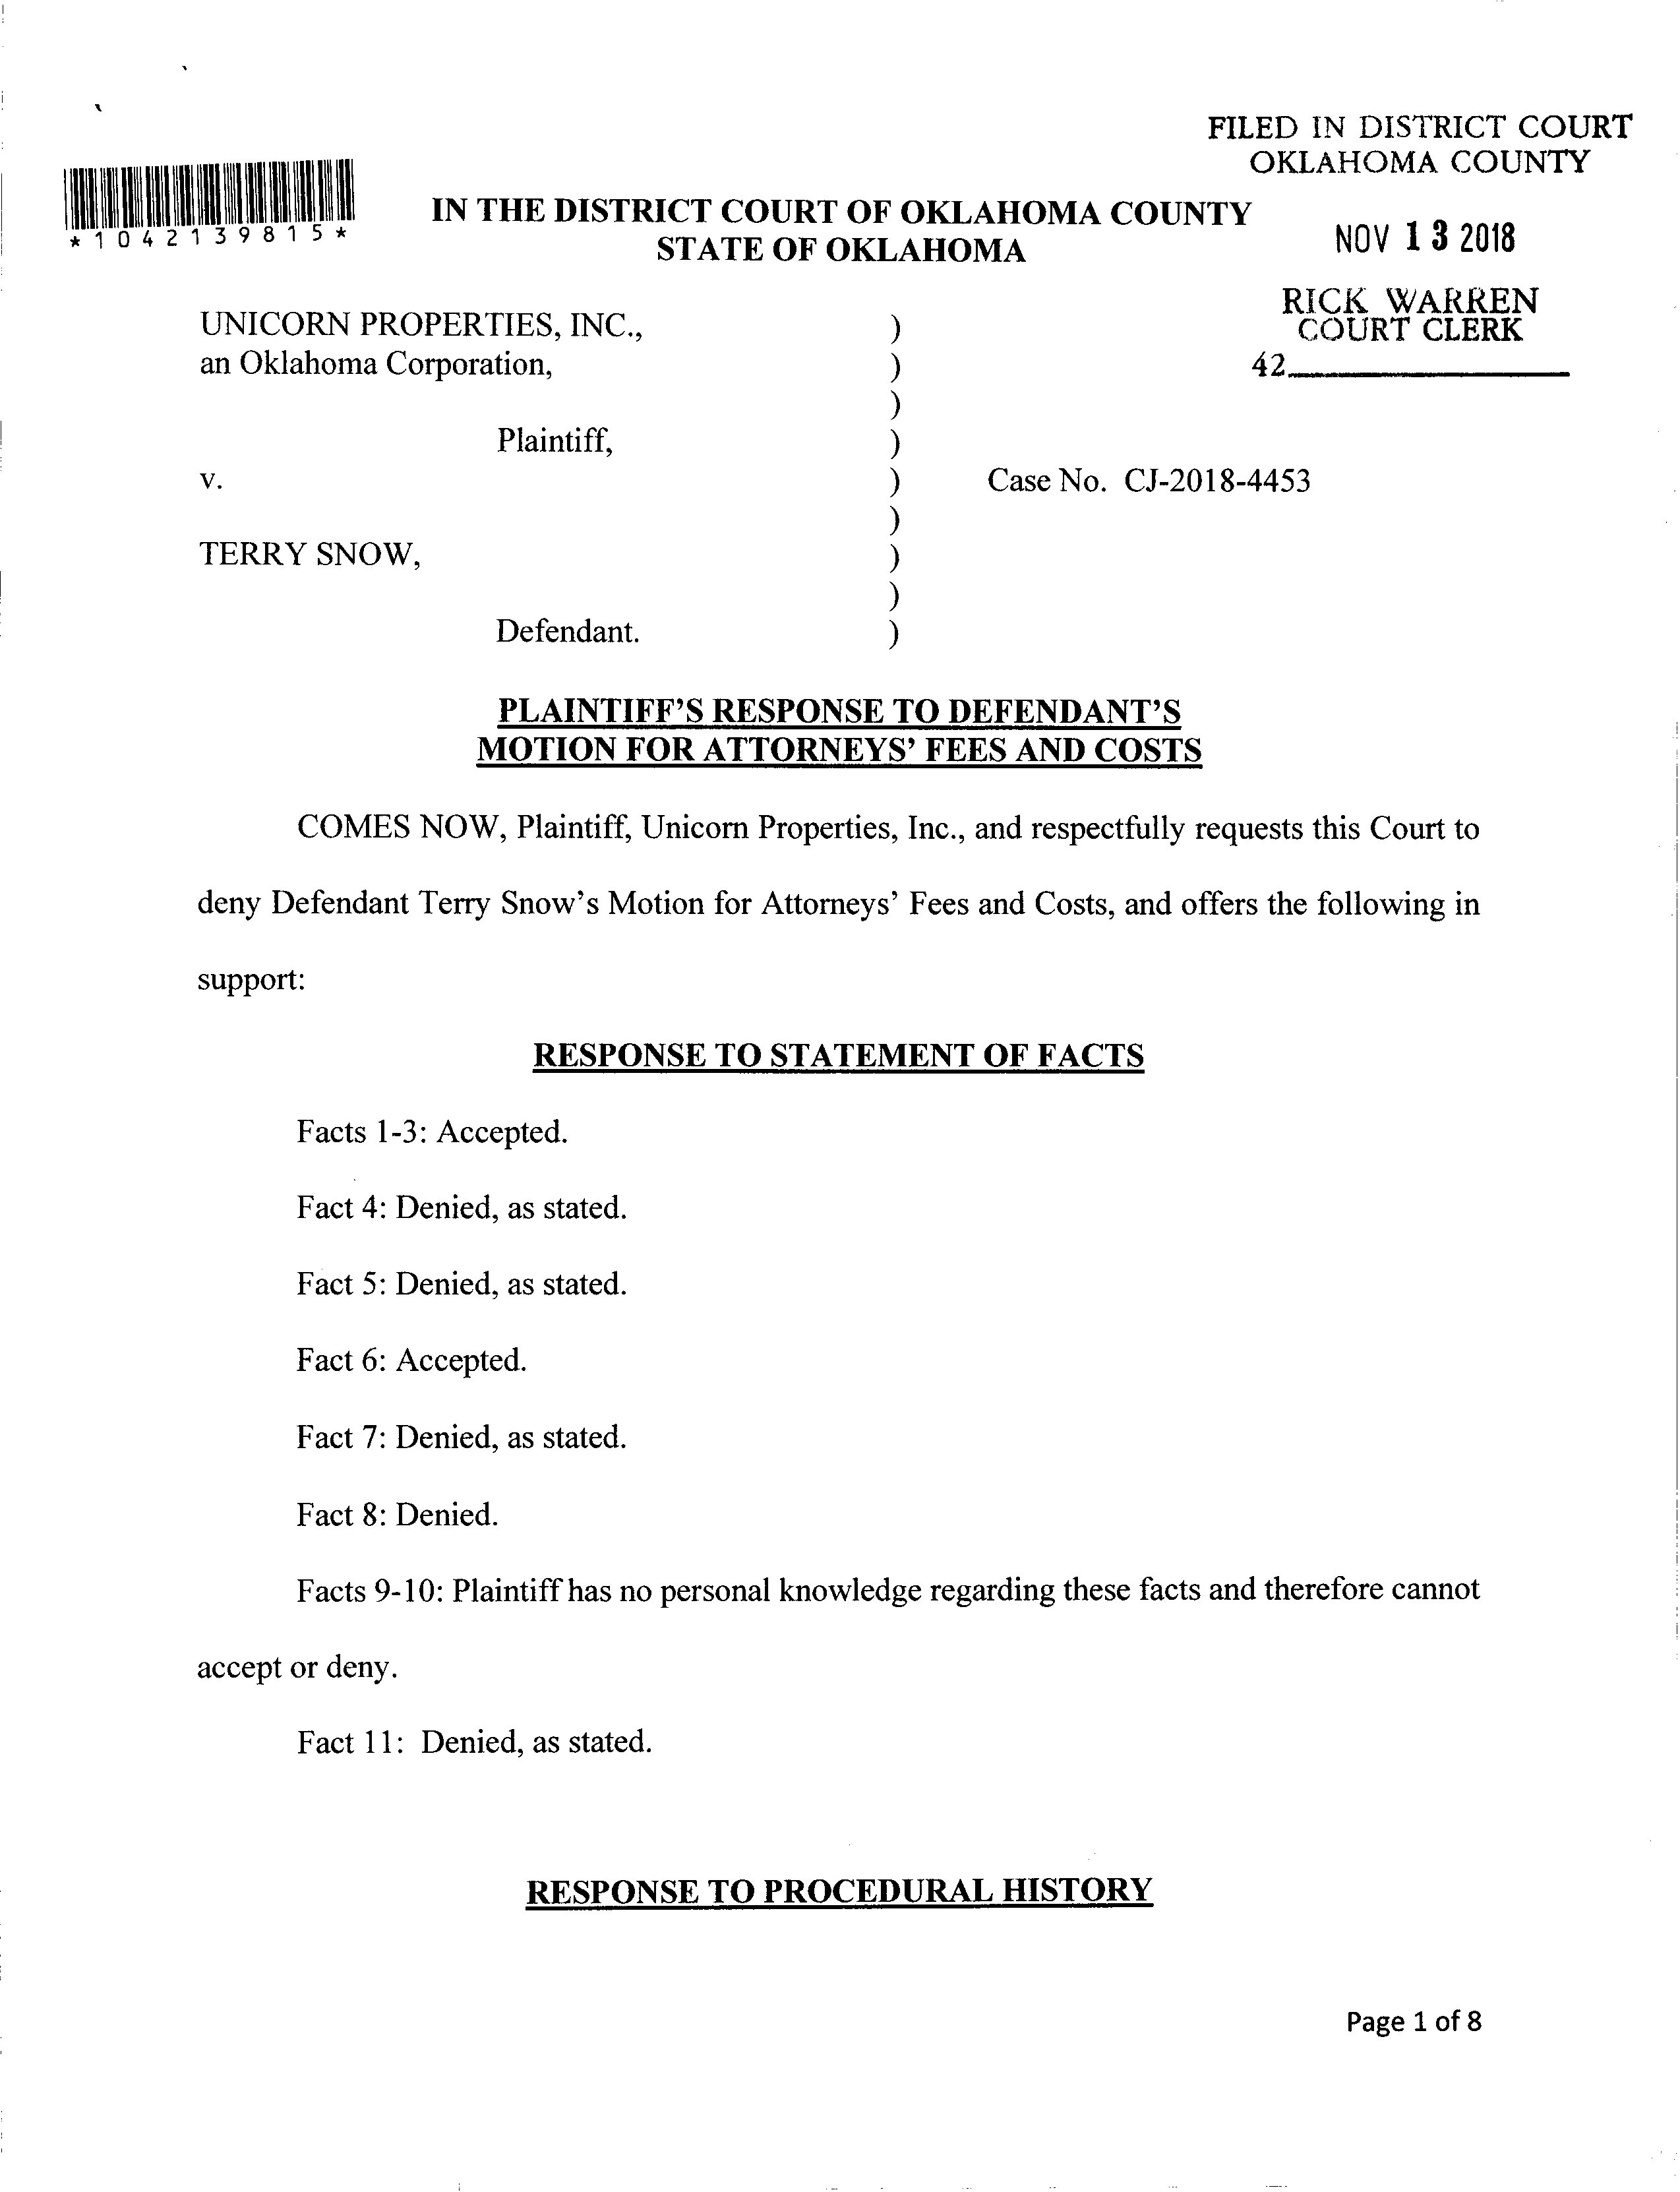 FILED IN DISTRICT COURT
OKLAHOMA COUNTY
*1042139815*
IN THE DISTRICT COURT OF OKLAHOMA COUNTY
STATE OF OKLAHOMA
NOV 13 2018
RICK WARREN
COURT CLERK
42
UNICORN PROPERTIES, INC., )
an Oklahoma Corporation, )
)
Plaintiff, )
v. ) Case No. CJ-2018-4453
)
TERRY SNOW, )
)
Defendant. )
PLAINTIFF'S RESPONSE TO DEFENDANT'S
MOTION FOR ATTORNEYS' FEES AND COSTS
COMES NOW, Plaintiff, Unicorn Properties, Inc., and respectfully requests this Court to
deny Defendant Terry Snow's Motion for Attorneys' Fees and Costs, and offers the following in
support:
RESPONSE TO STATEMENT OF FACTS
Facts 1-3: Accepted.
Fact 4: Denied, as stated.
Fact 5: Denied, as stated.
Fact 6: Accepted.
Fact 7: Denied, as stated.
Fact 8: Denied.
Facts 9-10: Plaintiff has no personal knowledge regarding these facts and therefore cannot
accept or deny.
Fact 11: Denied, as stated.
RESPONSE TO PROCEDURAL HISTORY
Page 1 of 8